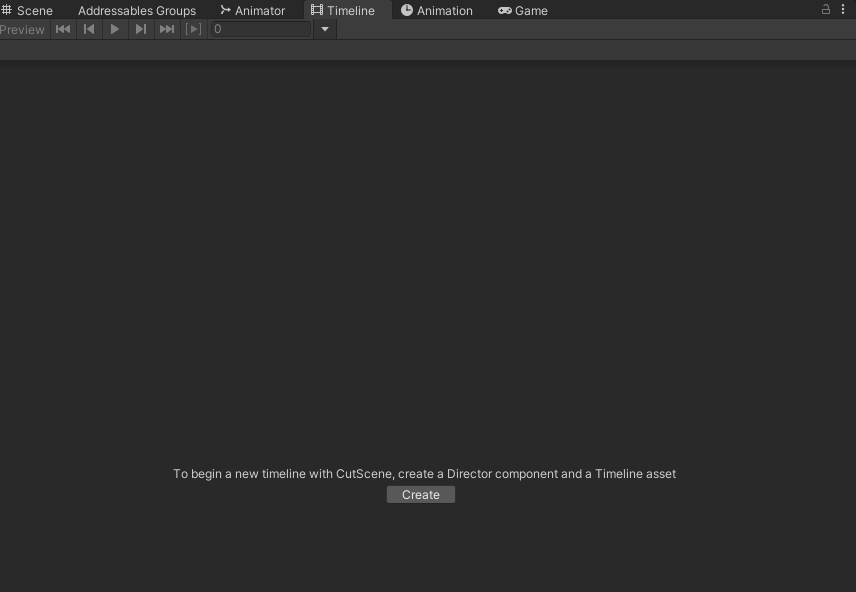 Scene Addressables Groups Animator Timeline Animation Game
Preview 0
To begin a new timeline with CutScene, create a Director component and a Timeline asset
Create